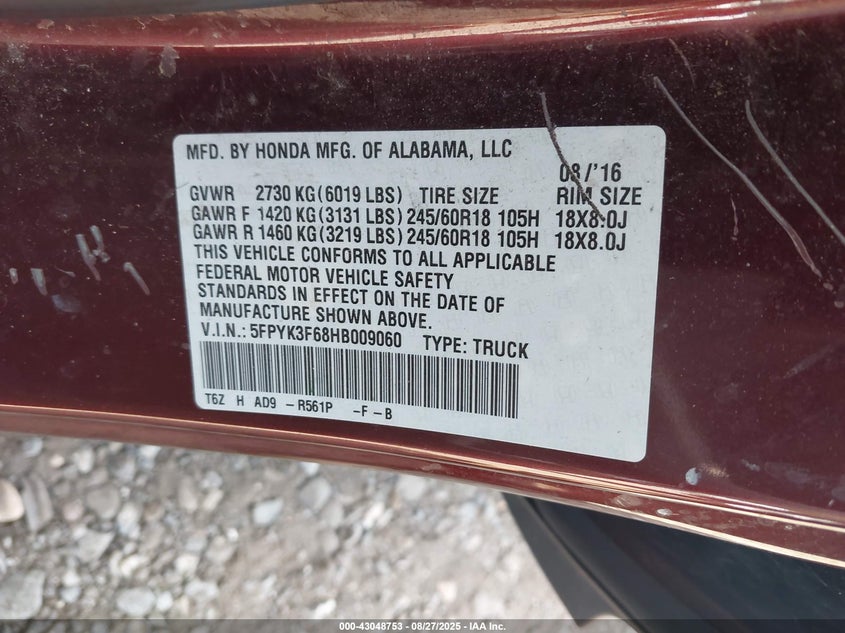 MFD. BY HONDA MFG. OF ALABAMA, LLC 08/'16
GVWR 2730 KG(6019 LBS) TIRE SIZE RIM SIZE
GAWR F 1420 KG(3131 LBS) 245/60R18 105H 18X8.0J
GAWR R 1460 KG(3219 LBS) 245/60R18 105H 18X8.0J
THIS VEHICLE CONFORMS TO ALL APPLICABLE
FEDERAL MOTOR VEHICLE SAFETY
STANDARDS IN EFFECT ON THE DATE OF
MANUFACTURE SHOWN ABOVE.
V.I.N.: 5FPYK3F68HB009060 TYPE: TRUCK
T6Z H AD9 -R561P -F-B
000-43048753 - 08/27/2025 - IAA Inc.